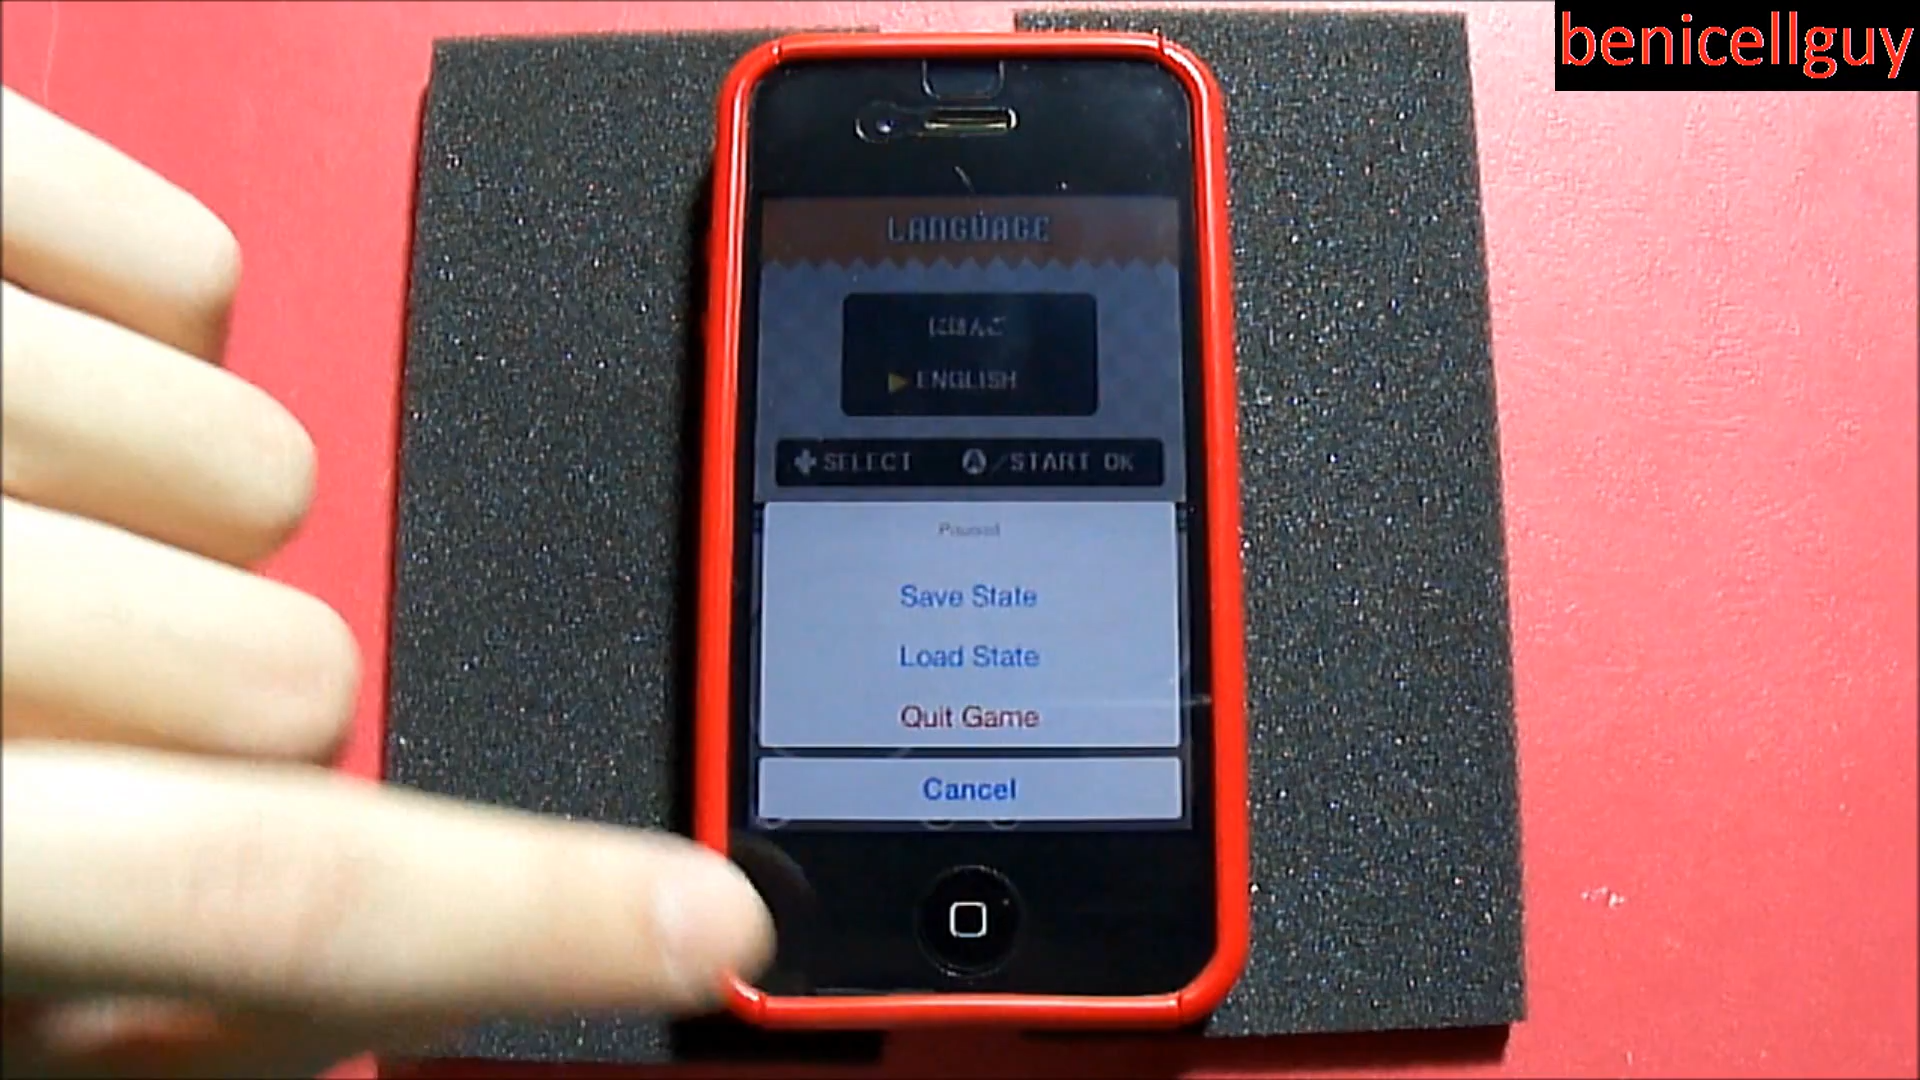 benicellguy
LANGUAGE
ENGLISH
SELECT
A/START OK
Paused
Save State
Load State
Quit Game
Cancel